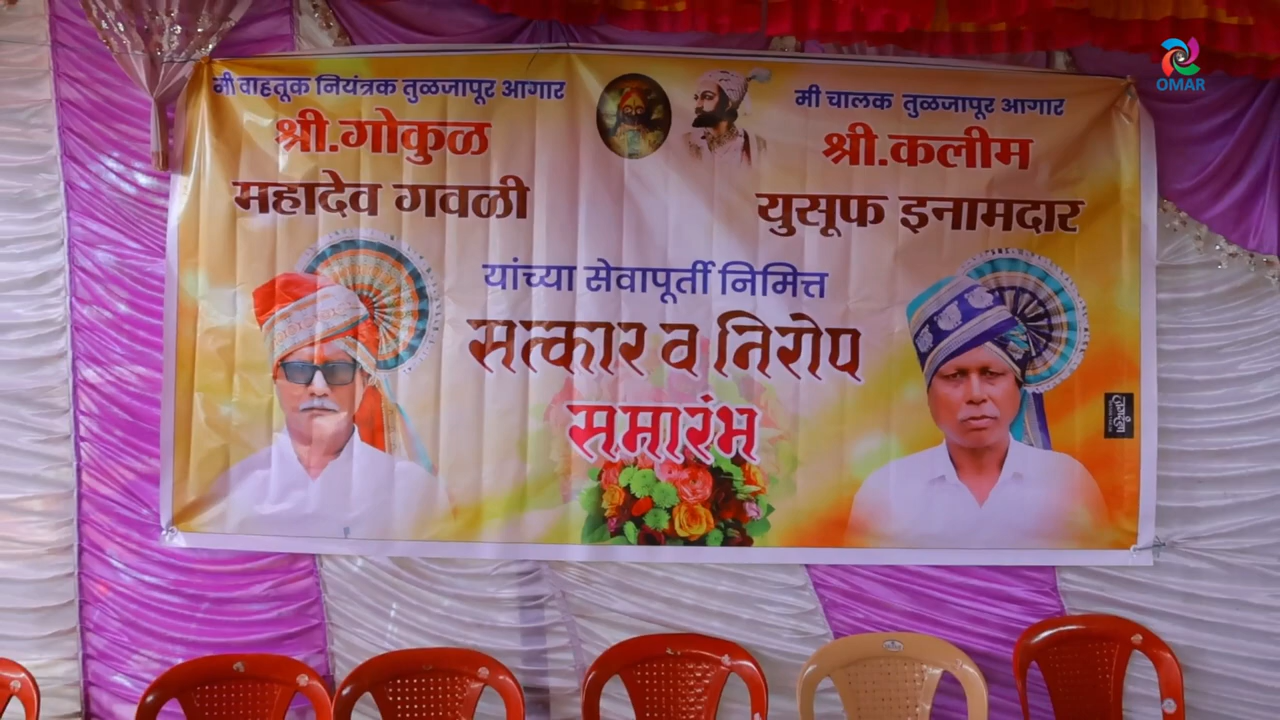 मी वाहतूक नियंत्रक तुळजापूर आगार
श्री.गोकुळ
महादेव गवळी
मी चालक तुळजापूर आगार
श्री.कलीम
युसूफ इनामदार
यांच्या सेवापूर्ती निमित्त
सत्कार व निरोप
समारंभ
OMAR